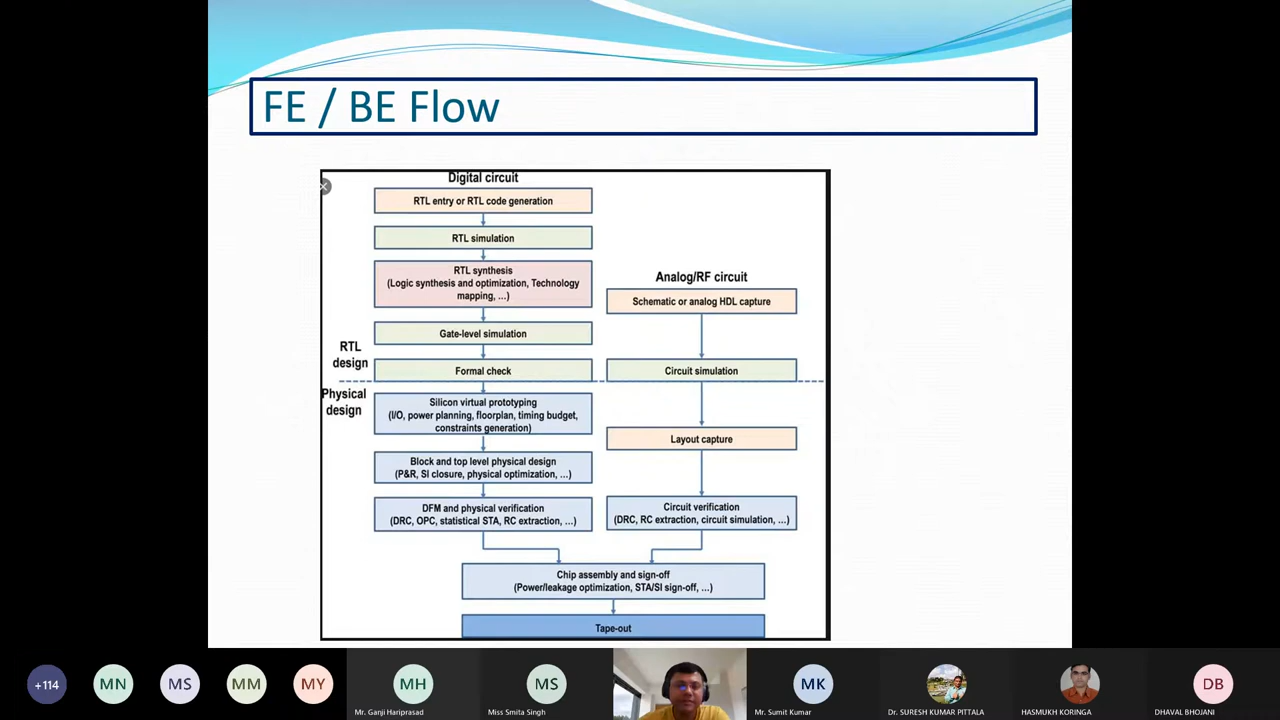 FE / BE Flow
Digital circuit
RTL entry or RTL code generation
RTL simulation
RTL synthesis
(Logic synthesis and optimization, Technology
mapping, ...)
Gate-level simulation
Formal check
RTL
design
Physical
design
Silicon virtual prototyping
(I/O, power planning, floorplan, timing budget,
constraints generation)
Block and top level physical design
(P&R, SI closure, physical optimization, ...)
DFM and physical verification
(DRC, OPC, statistical STA, RC extraction, ...)
Analog/RF circuit
Schematic or analog HDL capture
Circuit simulation
Layout capture
Circuit verification
(DRC, RC extraction, circuit simulation, ...)
Chip assembly and sign-off
(Power/leakage optimization, STA/SI sign-off, ...)
Tape-out
+114
MN
MS
MM
MY
MH
Mr. Ganji Hariprasad
MS
Miss Smita Singh
MK
Mr. Sumit Kumar
Dr. SURESH KUMAR PITTALA
HASMUKH KORINGA
DB
DHAVAL BHOJANI